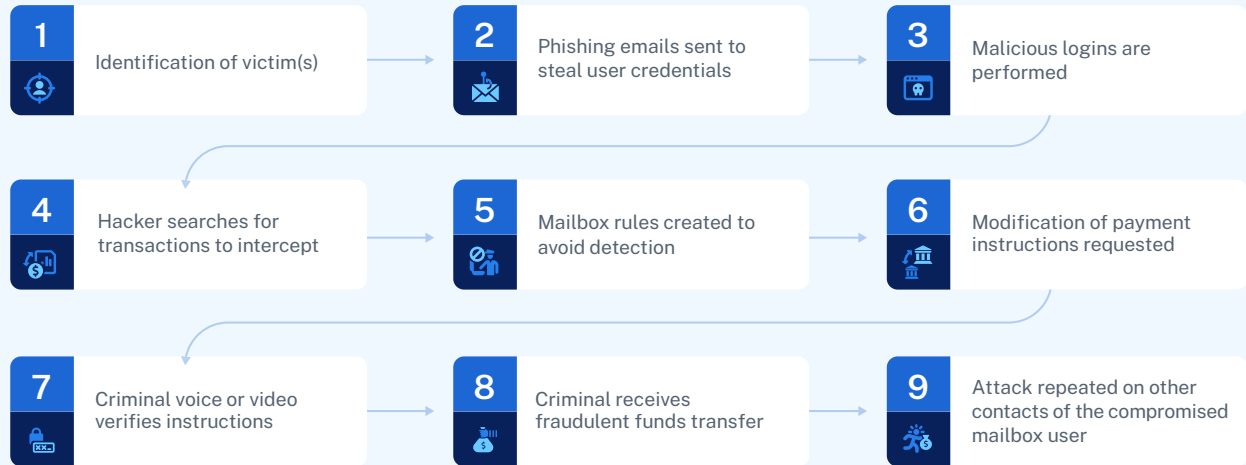 1
Identification of victim(s)
2
Phishing emails sent to
steal user credentials
3
Malicious logins are
performed
4
Hacker searches for
transactions to intercept
5
Mailbox rules created to
avoid detection
6
Modification of payment
instructions requested
7
Criminal voice or video
verifies instructions
8
Criminal receives
fraudulent funds transfer
9
Attack repeated on other
contacts of the compromised
mailbox user